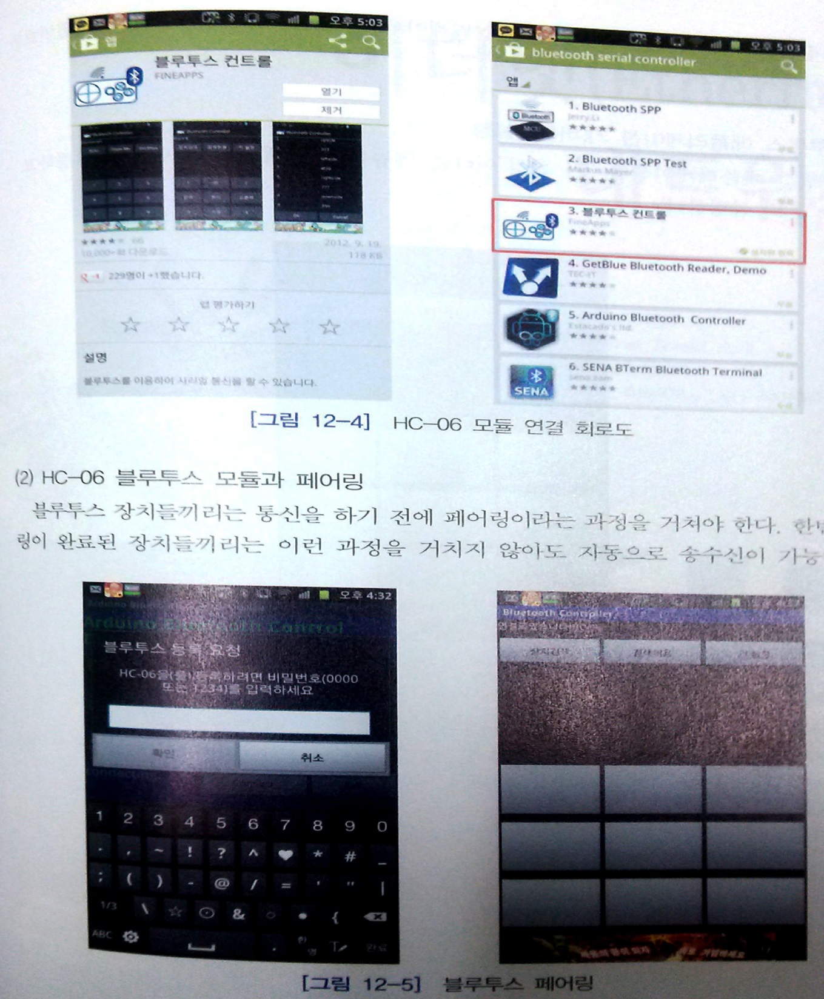 오후 5:03
앱
블루투스 컨트롤
FINEAPPS
열기
제거
66
10,000+회 다운로드
2012. 9. 19.
118 KB
229명이 +1했습니다.
앱 평가하기
설명
블루투스를 이용하여 시리얼 통신을 할 수 있습니다.
오후 5:03
bluetooth serial controller
앱
1. Bluetooth SPP
Jerry.Li
Bluetooth
MCU
2. Bluetooth SPP Test
Markus Mayer
3. 블루투스 컨트롤
FineApps
4. GetBlue Bluetooth Reader, Demo
TEC-IT
5. Arduino Bluetooth Controller
Estacado's ltd.
6. SENA BTerm Bluetooth Terminal
sena.com
SENA
[그림 12-4] HC-06 모듈 연결 회로도
(2) HC-06 블루투스 모듈과 페어링
블루투스 장치들끼리는 통신을 하기 전에 페어링이라는 과정을 거쳐야 한다.
링이 완료된 장치들끼리는 이런 과정을 거치지 않아도 자동으로 송수신이 가능
오후 4:32
Arduino Bluetooth Control
블루투스 등록 요청
HC-06을(를) 등록하려면 비밀번호(0000
또는 1234)를 입력하세요
확인
취소
1 2 3 4 5 6 7 8 9 0
. , ~ ! ? ^ ♥ * # _
; ( ) - @ / = ' " |
1/3 \ ☆ ⊙ & ○ ● {
ABC . 한영 완료
Bluetooth Controller
[그림 12-5] 블루투스 페어링